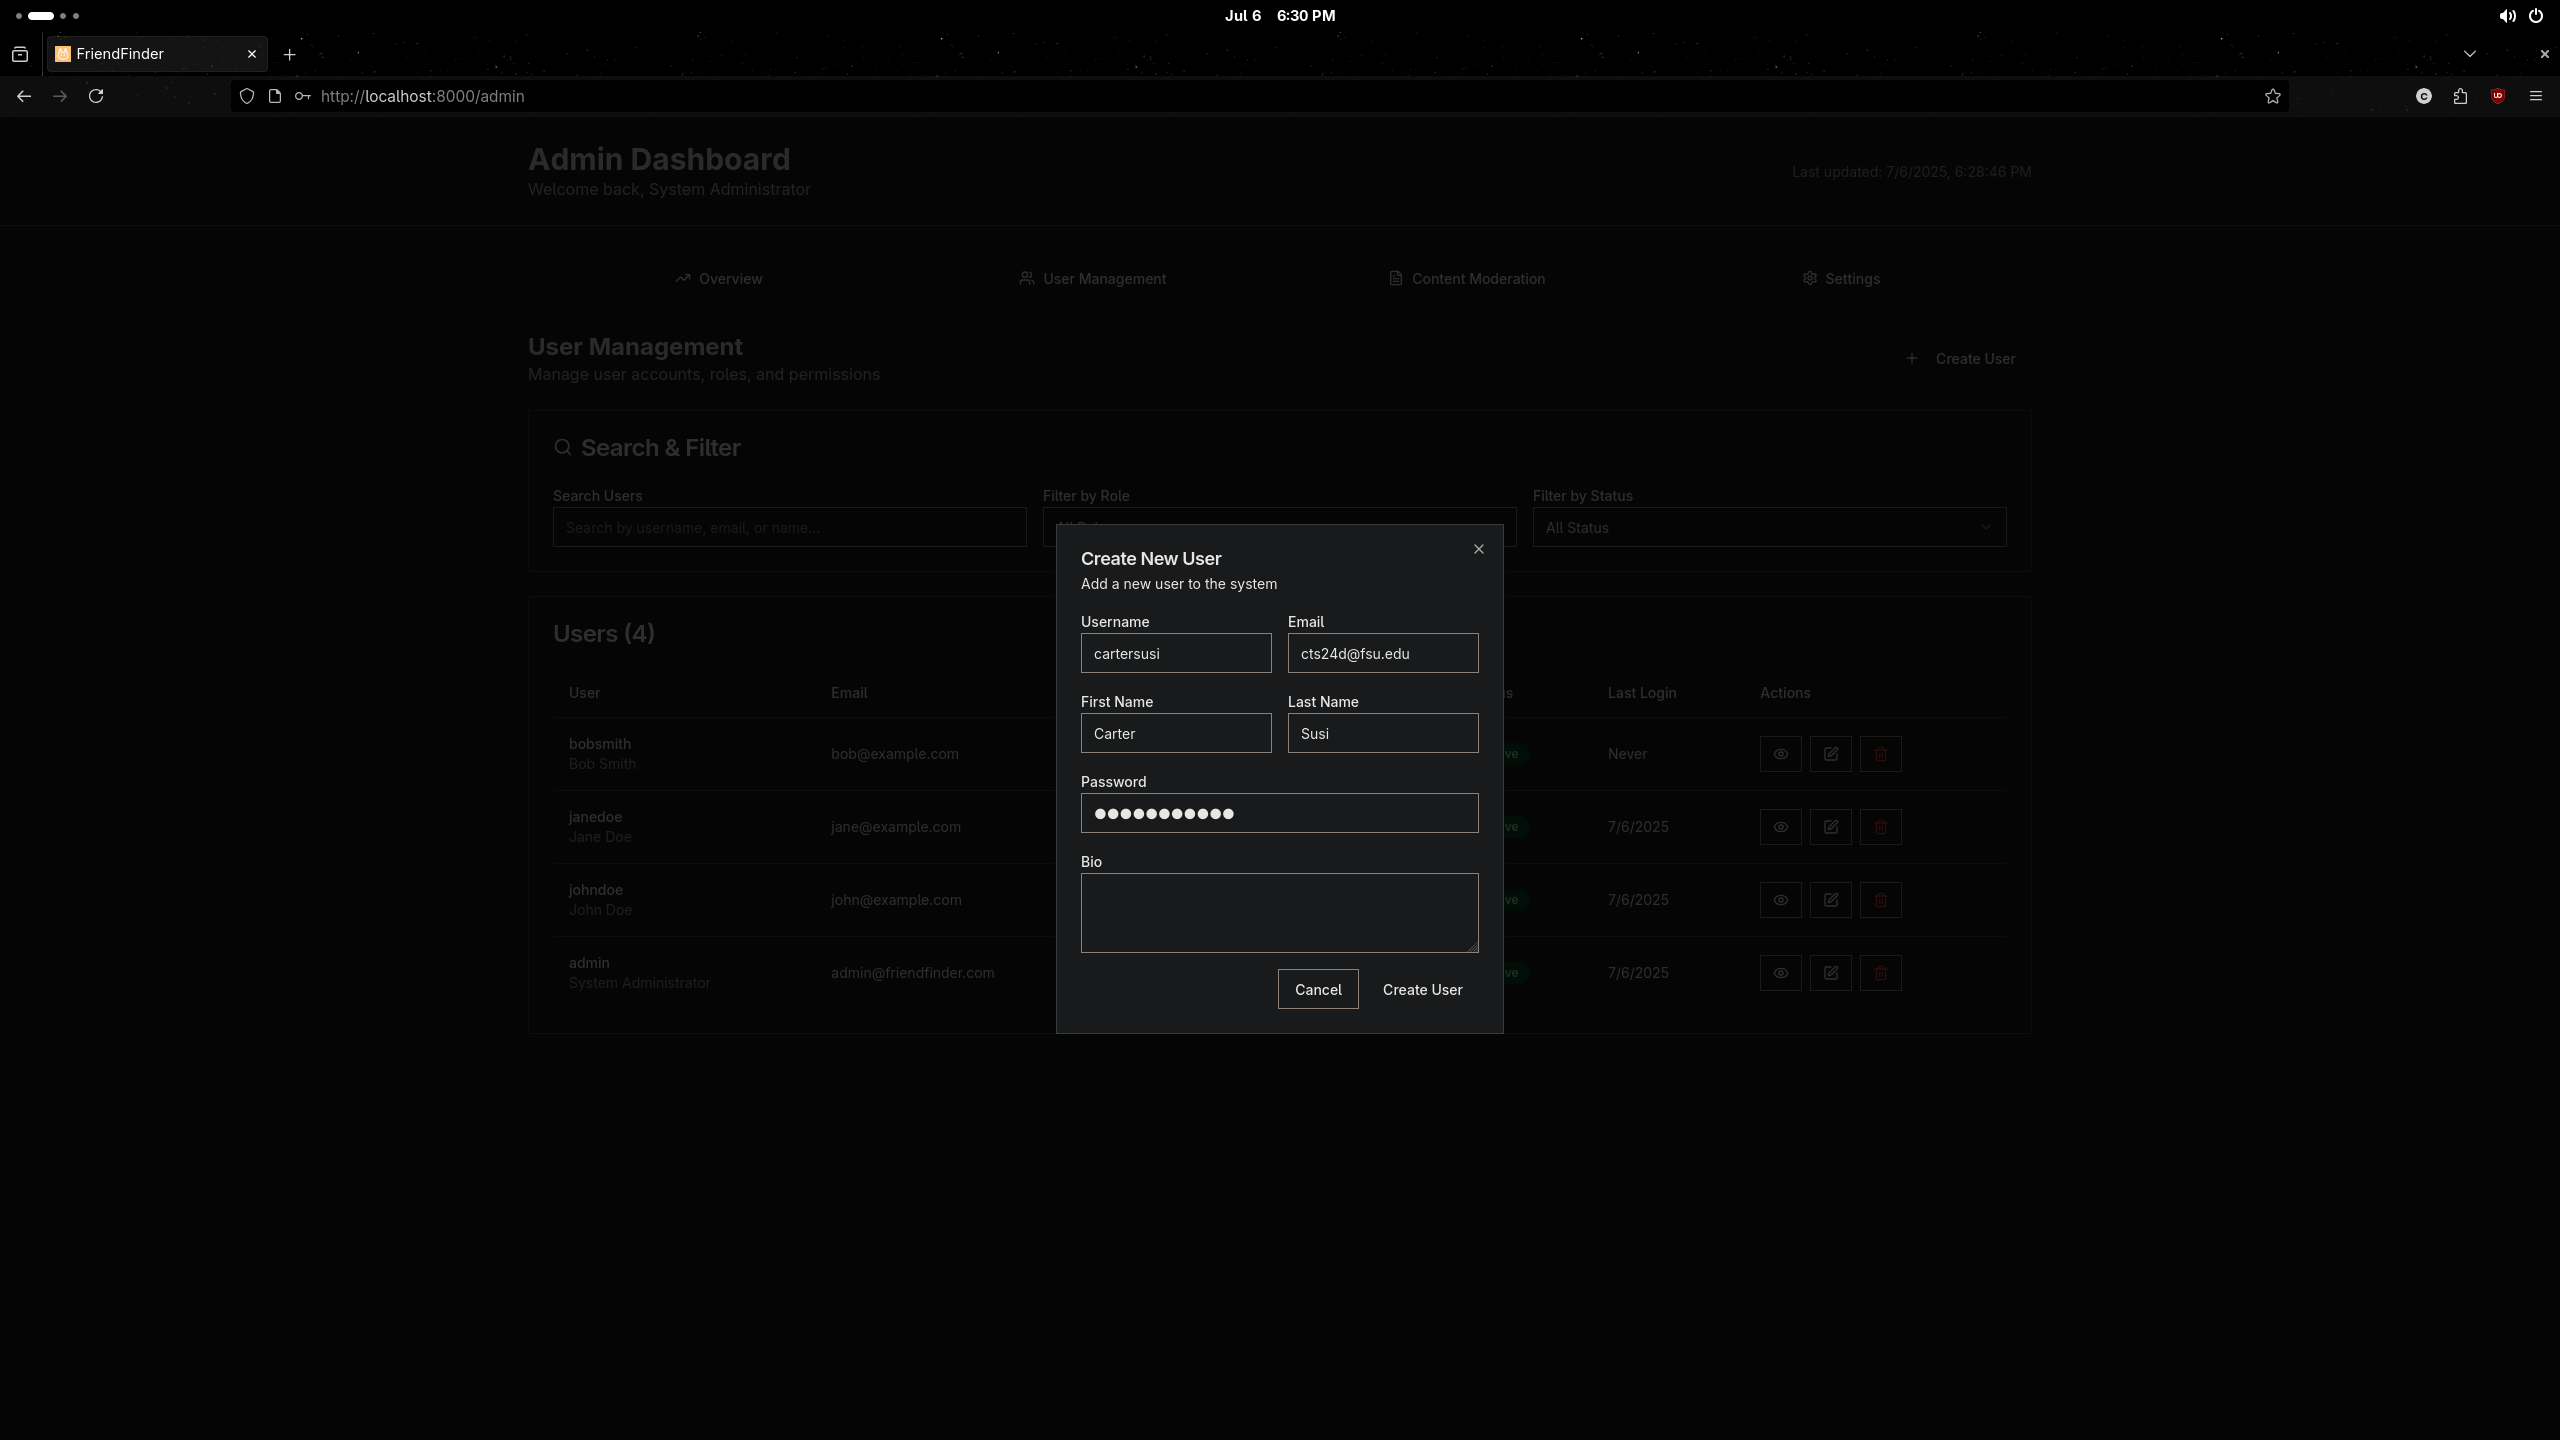 Jul 6 6:30 PM
FriendFinder
http://localhost:8000/admin
Admin Dashboard
Welcome back, System Administrator
Last updated: 7/6/2025, 6:28:46 PM
Overview
User Management
Content Moderation
Settings
User Management
Manage user accounts, roles, and permissions
Create User
Search & Filter
Search Users
Filter by Role
Filter by Status
Search by username, email, or name...
All Status
Create New User
Add a new user to the system
Username
Email
cartersusi
cts24d@fsu.edu
First Name
Last Name
Carter
Susi
Password
Bio
Cancel
Create User
Users (4)
User
Email
Last Login
Actions
bobsmith
Bob Smith
bob@example.com
Never
janedoe
Jane Doe
jane@example.com
7/6/2025
johndoe
John Doe
john@example.com
7/6/2025
admin
System Administrator
admin@friendfinder.com
7/6/2025